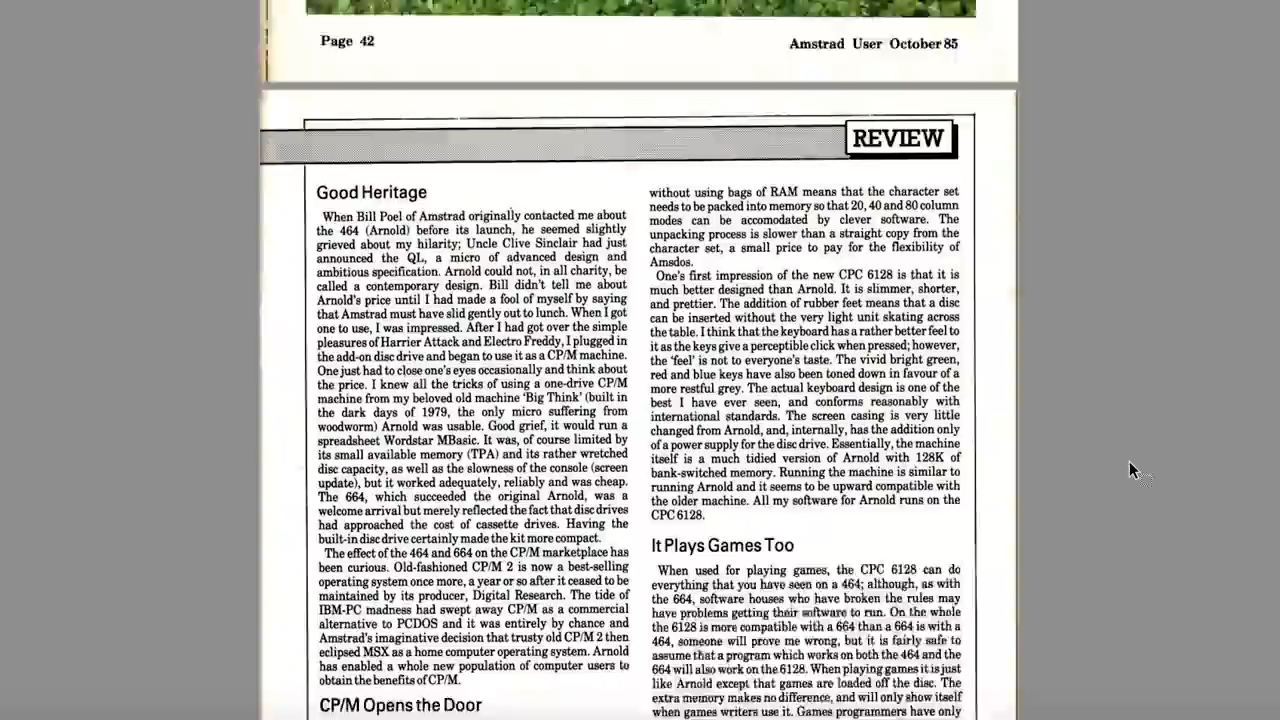 Page 42
Amstrad User October 85
REVIEW
Good Heritage
When Bill Poel of Amstrad originally contacted me about
the 464 (Arnold) before its launch, he seemed slightly
grieved about my hilarity; Uncle Clive Sinclair had just
announced the QL, a micro of advanced design and
ambitious specification. Arnold could not, in all charity, be
called a contemporary design. Bill didn't tell me about
Arnold's price until I had made a fool of myself by saying
that Amstrad must have slid gently out to lunch. When I got
one to use, I was impressed. After I had got over the simple
pleasures of Harrier Attack and Electro Freddy, I plugged in
the add-on disc drive and began to use it as a CP/M machine.
One just had to close one's eyes occasionally and think about
the price. I knew all the tricks of using a one-drive CP/M
machine from my beloved old machine 'Big Think' (built in
the dark days of 1979, the only micro suffering from
woodworm) Arnold was usable. Good grief, it would run a
spreadsheet Wordstar MBasic. It was, of course limited by
its small available memory (TPA) and its rather wretched
disc capacity, as well as the slowness of the console (screen
update), but it worked adequately, reliably and was cheap.
The 664, which succeeded the original Arnold, was a
welcome arrival but merely reflected the fact that disc drives
had approached the cost of cassette drives. Having the
built-in disc drive certainly made the kit more compact.
The effect of the 464 and 664 on the CP/M marketplace has
been curious. Old-fashioned CP/M 2 is now a best-selling
operating system once more, a year or so after it ceased to be
maintained by its producer, Digital Research. The tide of
IBM-PC madness had swept away CP/M as a commercial
alternative to PCDOS and it was entirely by chance and
Amstrad's imaginative decision that trusty old CP/M 2 then
eclipsed MSX as a home computer operating system. Arnold
has enabled a whole new population of computer users to
obtain the benefits of CP/M.
CP/M Opens the Door
without using bags of RAM means that the character set
needs to be packed into memory so that 20, 40 and 80 column
modes can be accomodated by clever software. The
unpacking process is slower than a straight copy from the
character set, a small price to pay for the flexibility of
Amsdos.
One's first impression of the new CPC 6128 is that it is
much better designed than Arnold. It is slimmer, shorter,
and prettier. The addition of rubber feet means that a disc
can be inserted without the very light unit skating across
the table. I think that the keyboard has a rather better feel to
it as the keys give a perceptible click when pressed; however,
the 'feel' is not to everyone's taste. The vivid bright green,
red and blue keys have also been toned down in favour of a
more restful grey. The actual keyboard design is one of the
best I have ever seen, and conforms reasonably with
international standards. The screen casing is very little
changed from Arnold, and, internally, has the addition only
of a power supply for the disc drive. Essentially, the machine
itself is a much tidied version of Arnold with 128K of
bank-switched memory. Running the machine is similar to
running Arnold and it seems to be upward compatible with
the older machine. All my software for Arnold runs on the
CPC 6128.
It Plays Games Too
When used for playing games, the CPC 6128 can do
everything that you have seen on a 464; although, as with
the 664, software houses who have broken the rules may
have problems getting their software to run. On the whole
the 6128 is more compatible with a 664 than a 664 is with a
464, someone will prove me wrong, but it is fairly safe to
assume that a program which works on both the 464 and the
664 will also work on the 6128. When playing games it is just
like Arnold except that games are loaded off the disc. The
extra memory makes no difference, and will only show itself
when games writers use it. Games programmers have only